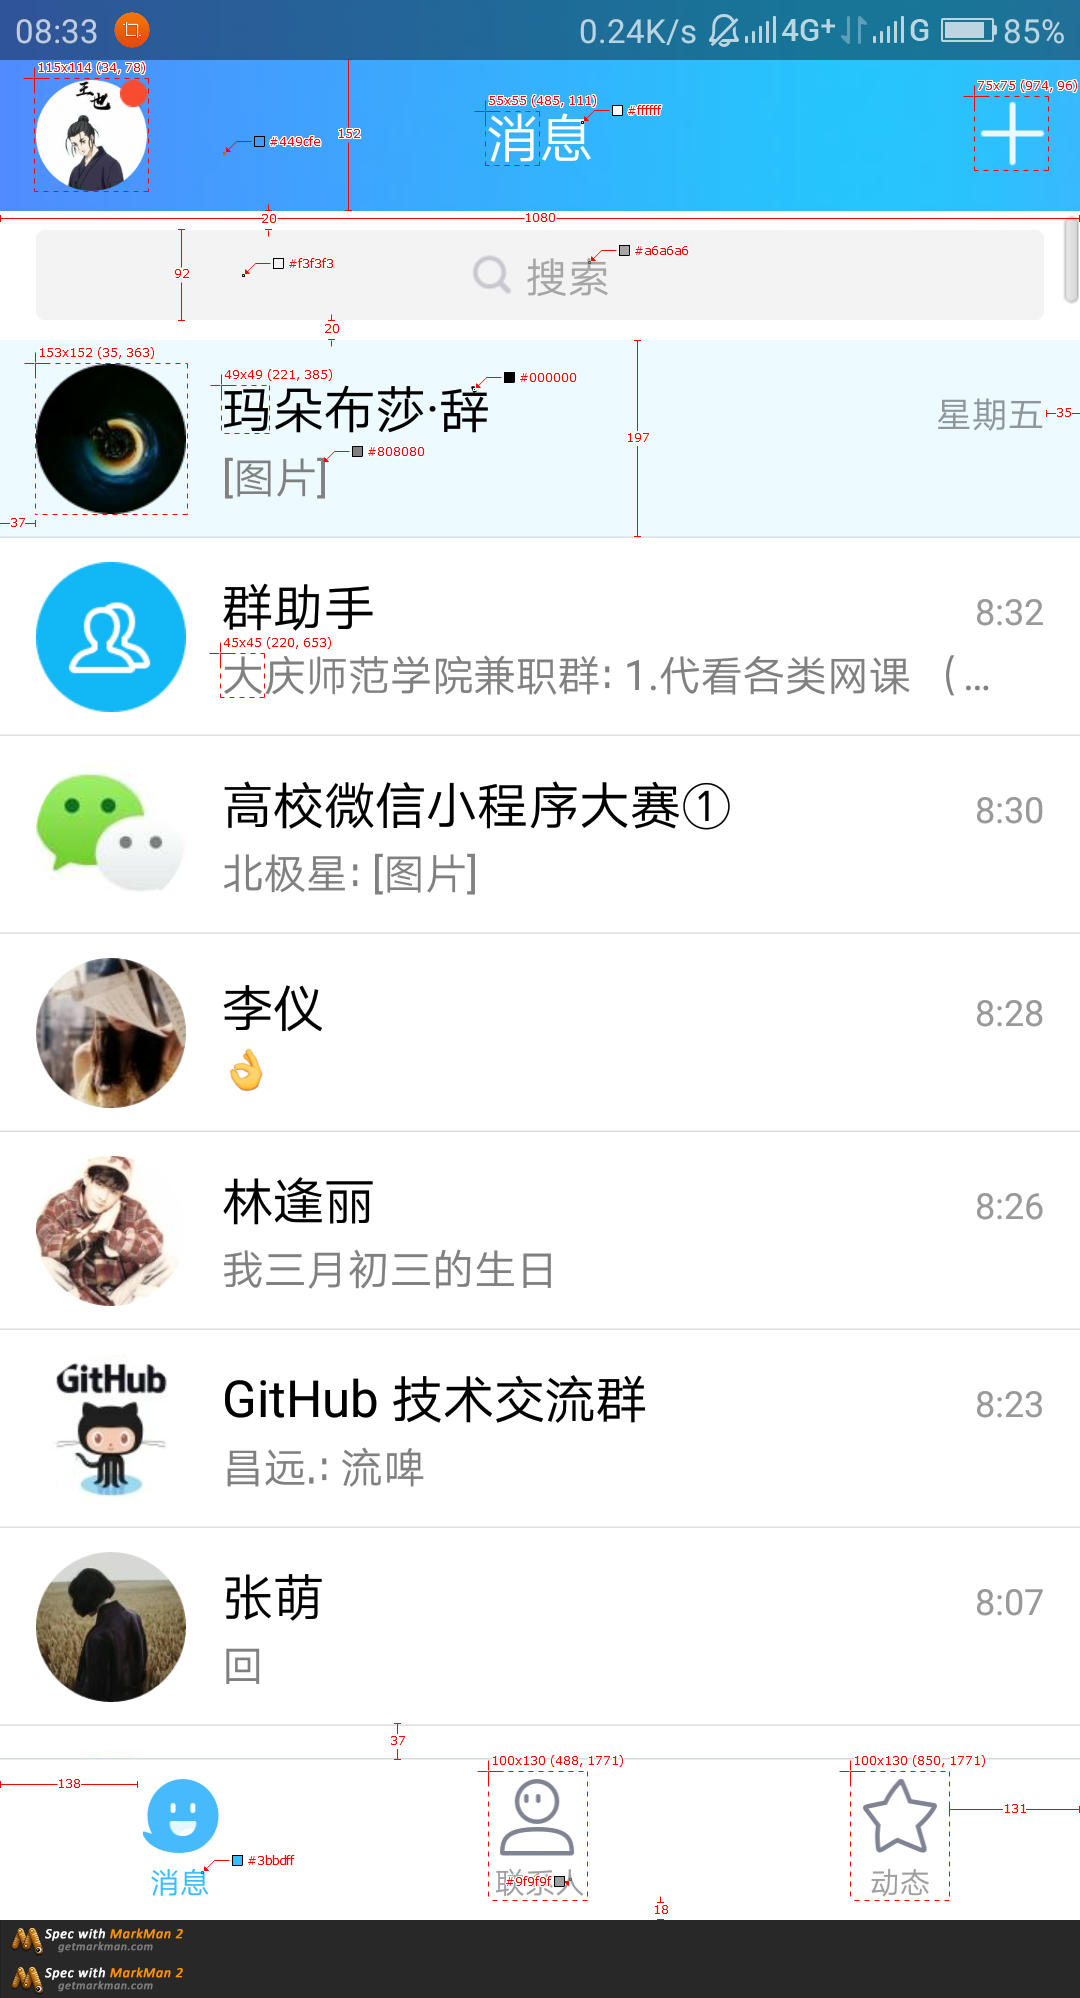 08:33 0.24K/s 4G+ G 85%
115x114 (34, 78)
王也
#449cfe
152
55x55 (485, 111)
#ffffff
消息
75x75 (974, 96)
20
1080
92
#f3f3f3
#a6a6a6
搜索
20
153x152 (35, 363)
49x49 (221, 385)
#000000
玛朵布莎·辞
星期五
35
197
#808080
[图片]
37
群助手
8:32
45x45 (220, 653)
大庆师范学院兼职群: 1.代看各类网课 （...
高校微信小程序大赛①
8:30
北极星: [图片]
李仪
8:28
👌
林逢丽
8:26
我三月初三的生日
GitHub
GitHub 技术交流群
8:23
昌远.: 流啤
张萌
8:07
回
37
100x130 (488, 1771)
100x130 (850, 1771)
138
131
#3bbdff
消息
#9f9f9f
联系人
动态
18
Spec with MarkMan 2
getmarkman.com
Spec with MarkMan 2
getmarkman.com